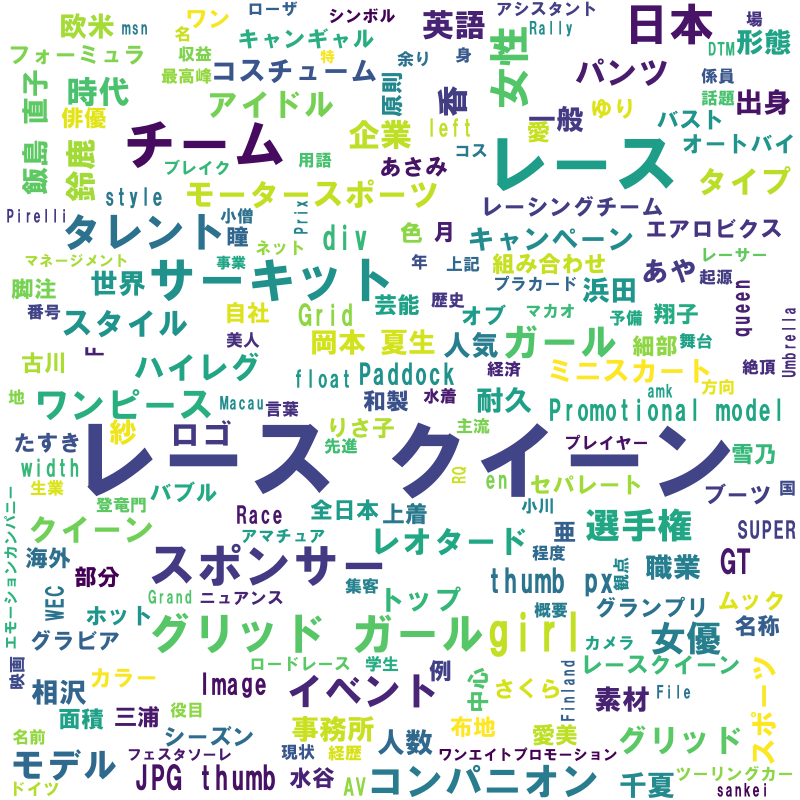 欧米
msn
ワン
名
ローザ
シンボル
英語
アシスタント
Rally
日本
場
DTM
形態
フォーミュラ
収益
キャンギャル
特
余り
身
女性
パンツ
係員
最高峰
コスチューム
原則
香
話題
直子
時代
アイドル
一般
ゆり
出身
俳優
企業
left
愛
バスト
チーム
レース
オートバイ
飯島
鈴鹿
ブレイク
用語
あさみ
コス
タイプ
style
モータースポーツ
レーシングチーム
Pirelli
小僧
Prix
タレント
瞳
div
色
月
キャンペーン
エアロビクス
ネット
マネージメント
事業
年
上記
組み合わせ
あや
レーサー
脚注
世界
サーキット
芸能
歴史
プラカード
浜田
起源
queen
番号
スタイル
自社
Grid
オブ
マカオ
予備
翔子
Umbrella
F
美人
岡本 夏生
人気
ガール
細部
舞台
古川
ハイレグ
float
Paddock
経済
ミニスカート
絶頂
地
ワンピース
Macau
言葉
和製
水着
耐久
amk
方向
Promotional model
たすき
紗
ロゴ
りさ子
主流
先進
レース クイーン
プレイヤー
雪乃
width
生業
バブル
RQ
en
セパレート
ブーツ
国
登竜門
Race
全日本
上着
小川
クイーン
アマチュア
レオタード
亜
選手権
SUPER
エモーションカンパニー
海外
部分
スポンサー
程度
観点
職業
GT
WEC
Grand
ニュアンス
集客
トップ
thumb px
概要
グランプリ
ムック
ホット
グラビア
グリッド ガール
girl
カメラ
女優
名称
映画
カラー
ロードレース
学生
例
中心
さくら
Finland
レースクイーン
スポーツ
相沢
Image
イベント
素材
File
面積
三浦
役目
名前
シーズン
事務所
人数
布地
愛美
グリッド
モデル
フェスタソーレ
現状
経歴
ワンエイトプロモーション
ドイツ
JPG thumb
水谷
AV
コンパニオン
千夏
ツーリングカー
sankei